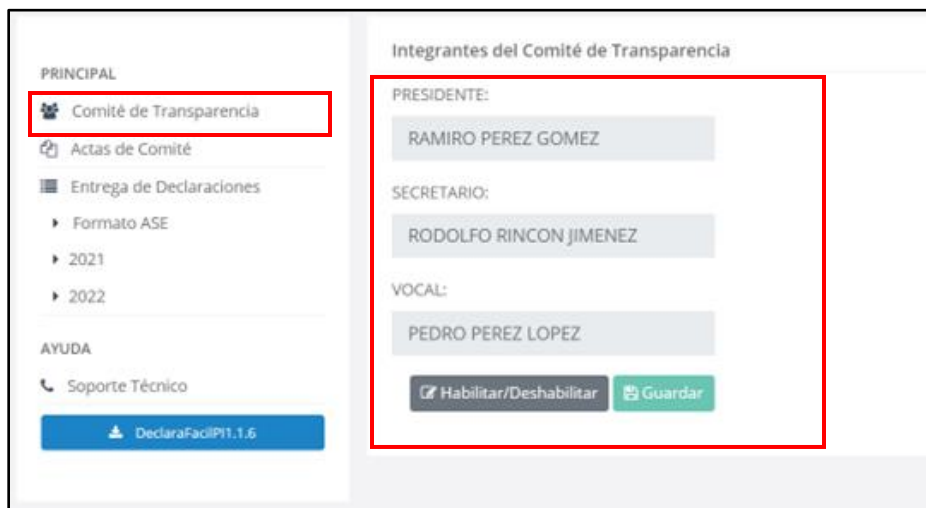 PRINCIPAL
Comité de Transparencia
Actas de Comité
Entrega de Declaraciones
Formato ASE
2021
2022
AYUDA
Soporte Técnico
DeclaraFacilPI1.1.6
Integrantes del Comité de Transparencia
PRESIDENTE:
RAMIRO PEREZ GOMEZ
SECRETARIO:
RODOLFO RINCON JIMENEZ
VOCAL:
PEDRO PEREZ LOPEZ
Habilitar/Deshabilitar Guardar